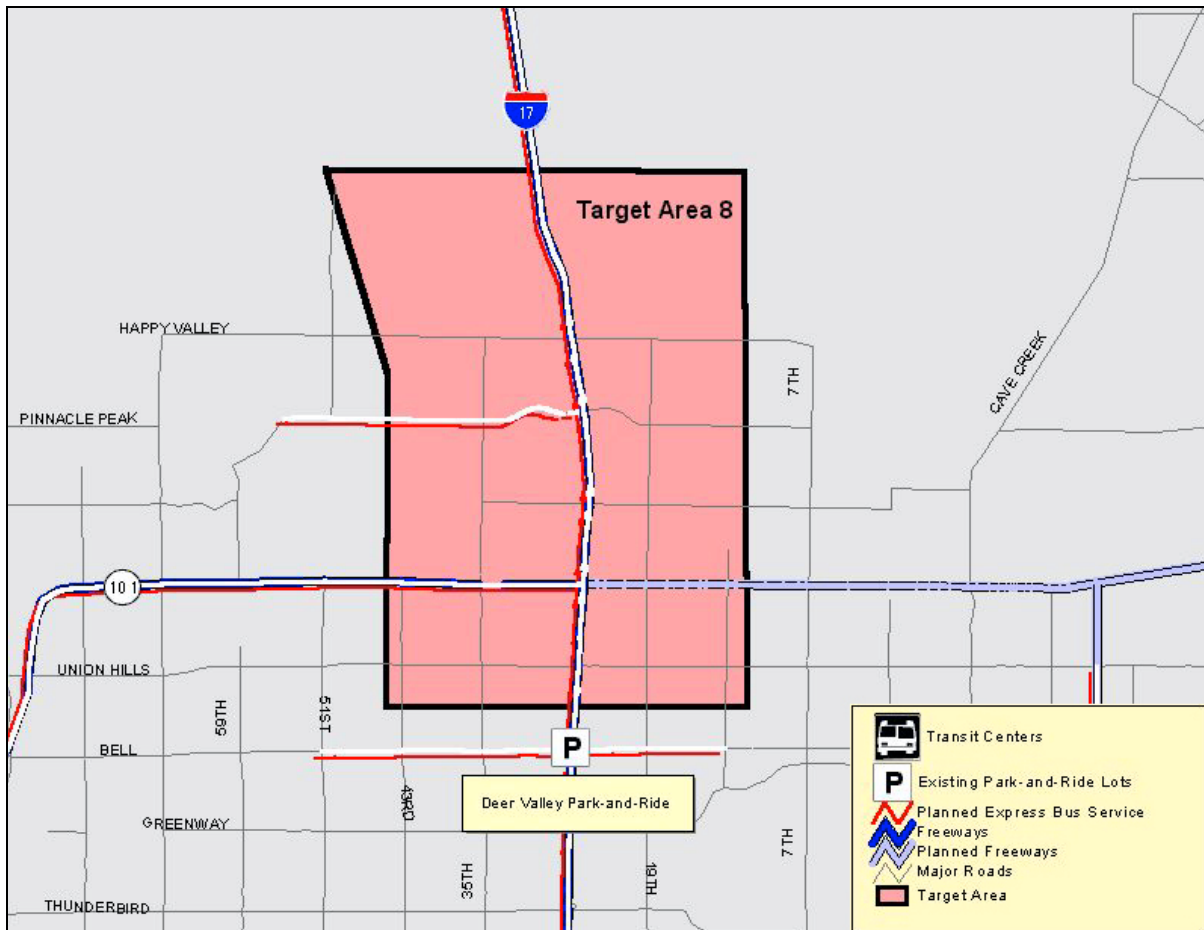 17
Target Area 8
HAPPY VALLEY
7TH
CAVE CREEK
PINNACLE PEAK
101
UNION HILLS
67TH
51ST
BELL
P
Deer Valley Park-and-Ride
43RD
GREENWAY
35TH
19TH
7TH
THUNDERBIRD
Transit Centers
P Existing Park-and-Ride Lots
Planned Express Bus Service
Freeways
Planned Freeways
Major Roads
Target Area